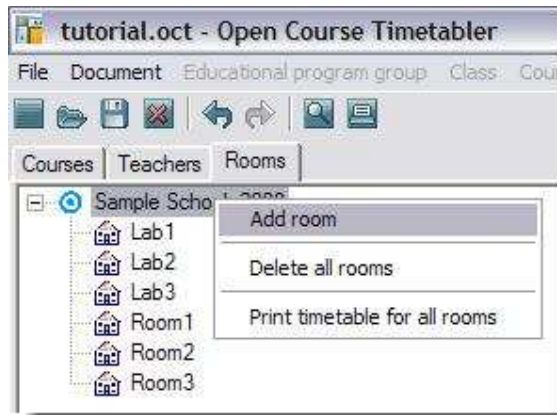 tutorial.oct - Open Course Timetabler
File Document Educational program group Class
Courses Teachers Rooms
Sample
Add room
Lab1
Lab2
Delete all rooms
Lab3
Room1
Print timetable for all rooms
Room2
Room3